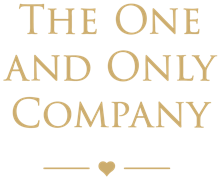 The One
and Only
Company